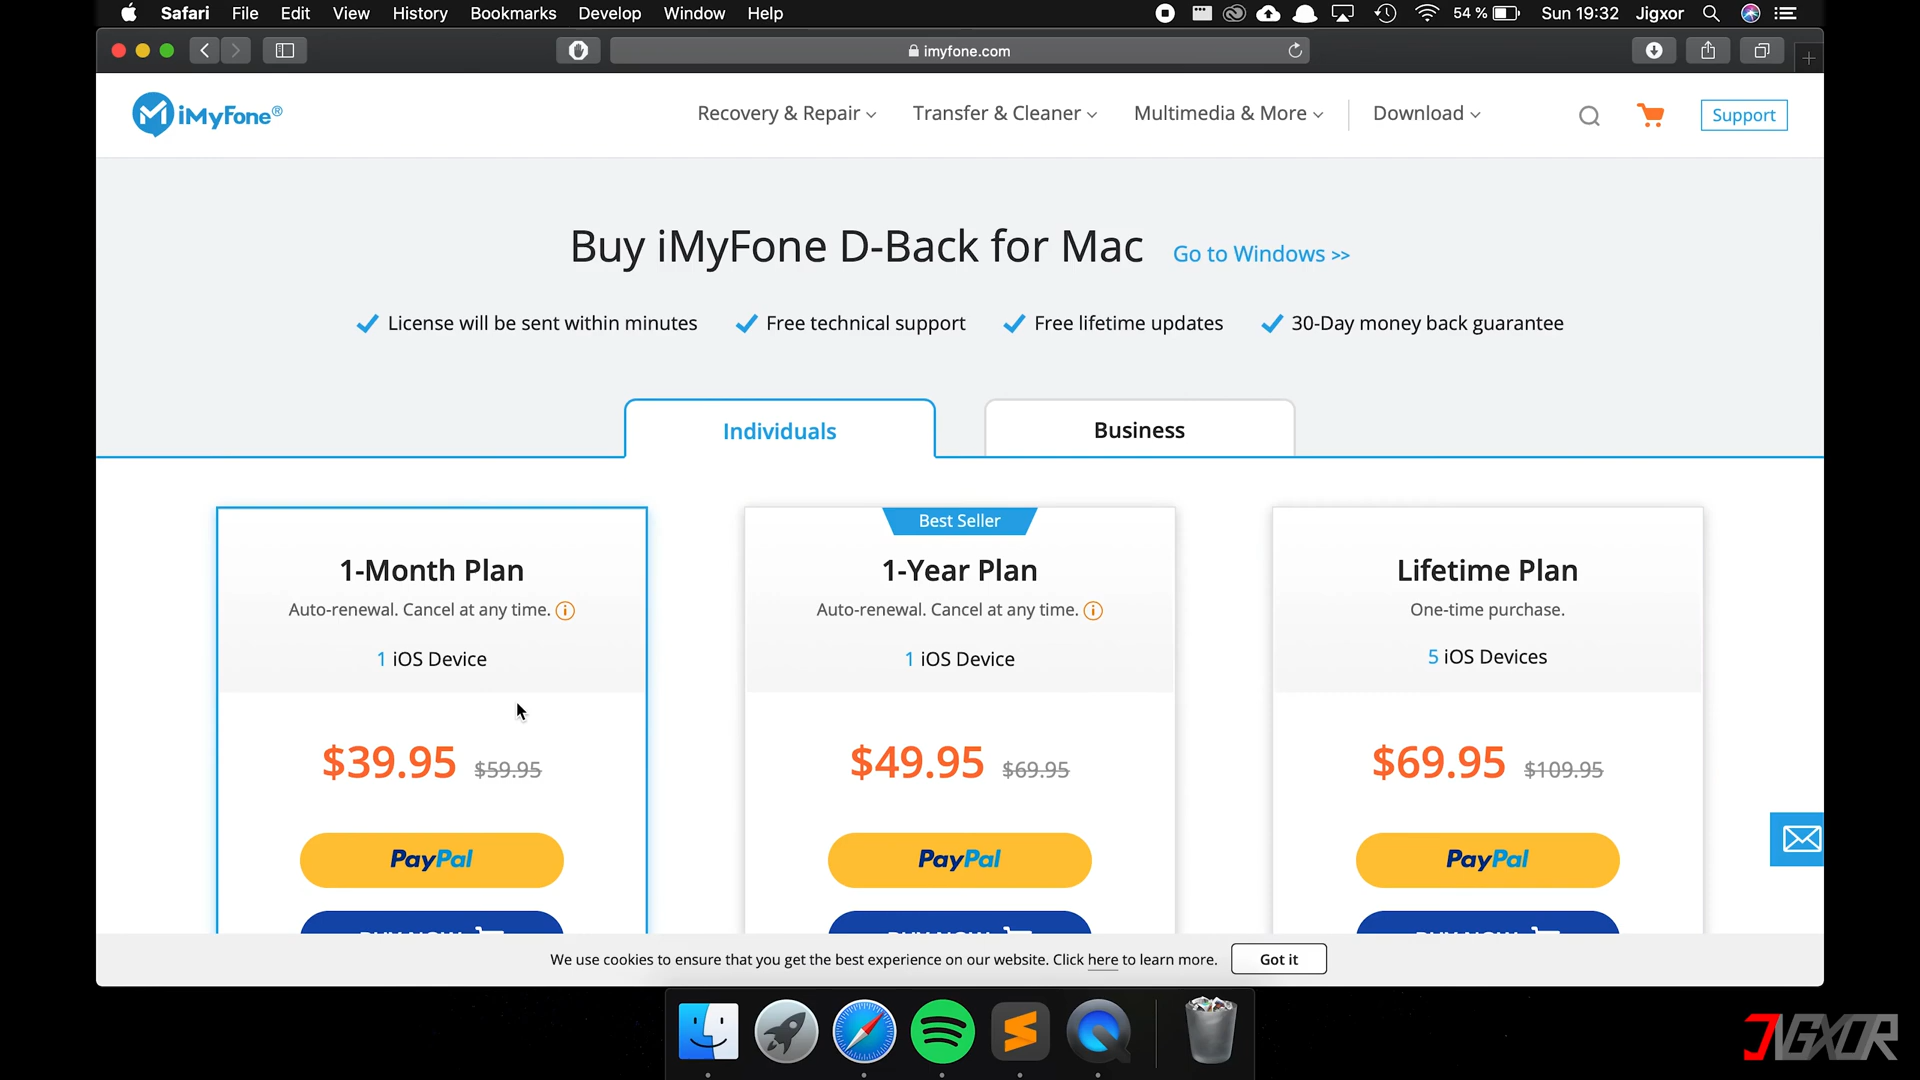 Safari File Edit View History Bookmarks Develop Window Help 54 % Sun 19:32 Jigxor
imyfone.com
iMyFone® Recovery & Repair Transfer & Cleaner Multimedia & More Download Support
Buy iMyFone D-Back for Mac Go to Windows >>
License will be sent within minutes Free technical support Free lifetime updates 30-Day money back guarantee
Individuals Business
Best Seller
1-Month Plan 1-Year Plan Lifetime Plan
Auto-renewal. Cancel at any time. Auto-renewal. Cancel at any time. One-time purchase.
1 iOS Device 1 iOS Device 5 iOS Devices
$39.95 $59.95 $49.95 $69.95 $69.95 $109.95
PayPal PayPal PayPal
BUY NOW BUY NOW BUY NOW
We use cookies to ensure that you get the best experience on our website. Click here to learn more. Got it
JIGXOR